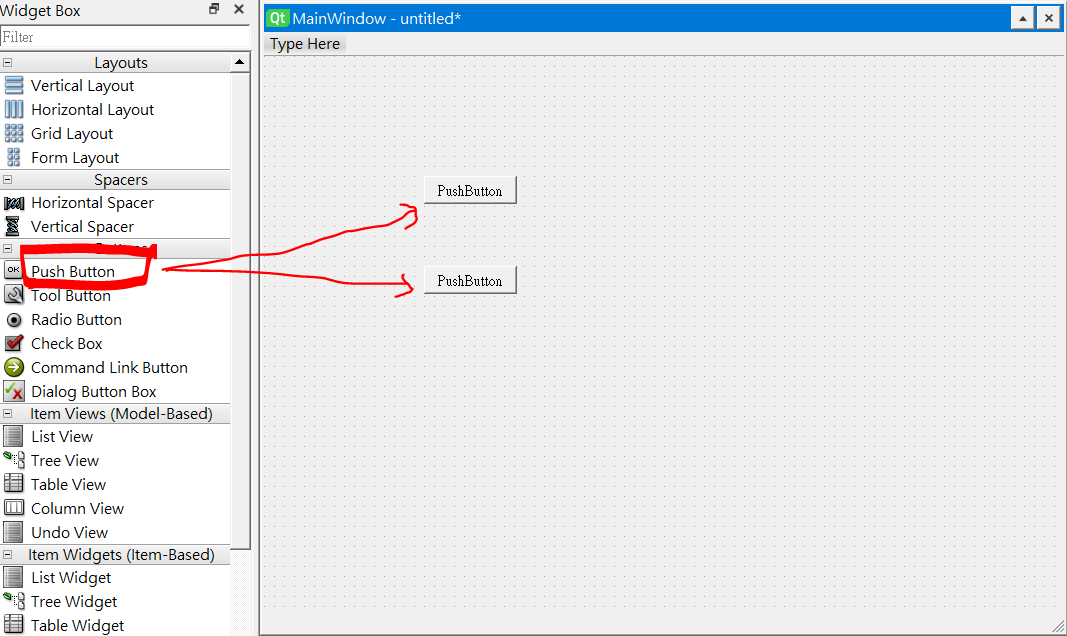 Widget Box
Filter
Layouts
Vertical Layout
Horizontal Layout
Grid Layout
Form Layout
Spacers
Horizontal Spacer
Vertical Spacer
OK Push Button
Tool Button
Radio Button
Check Box
Command Link Button
Dialog Button Box
Item Views (Model-Based)
List View
Tree View
Table View
Column View
Undo View
Item Widgets (Item-Based)
List Widget
Tree Widget
Table Widget
Qt MainWindow - untitled*
Type Here
PushButton
PushButton